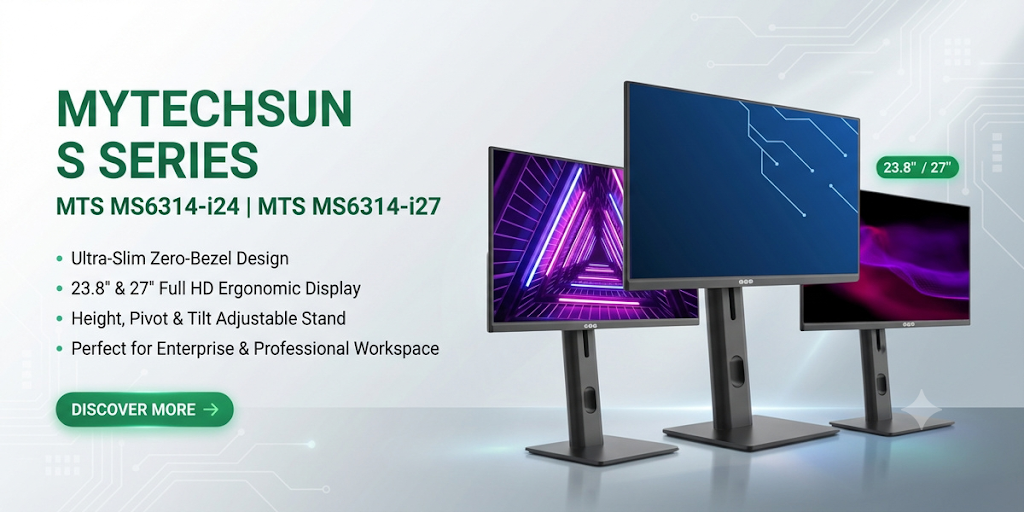 MYTECHSUN
S SERIES
MTS MS6314-i24 | MTS MS6314-i27
• Ultra-Slim Zero-Bezel Design
• 23.8" & 27" Full HD Ergonomic Display
• Height, Pivot & Tilt Adjustable Stand
• Perfect for Enterprise & Professional Workspace
DISCOVER MORE →
23.8" / 27"